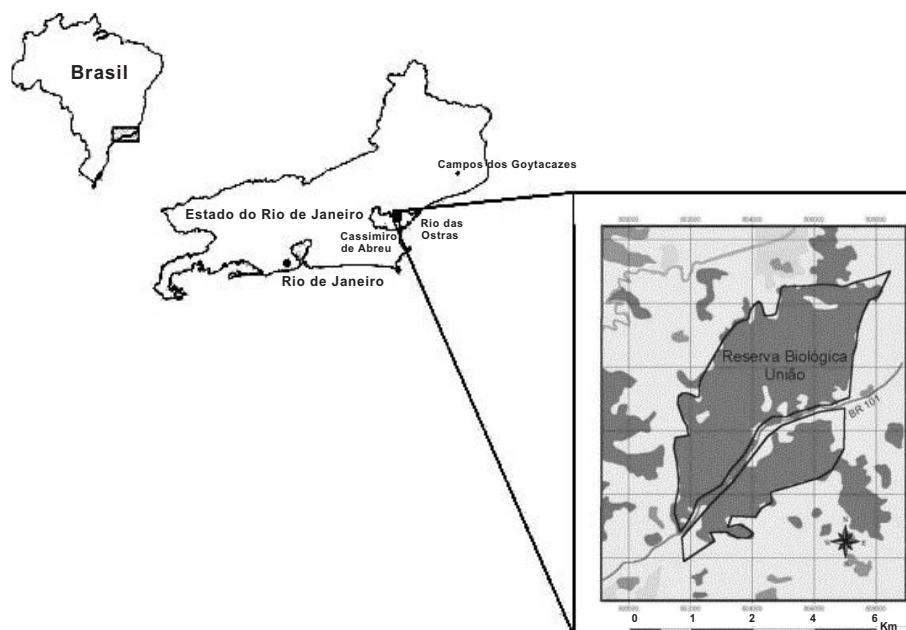 Brasil
Campos dos Goytacazes
Estado do Rio de Janeiro
Rio das
Ostras
Cassimiro
de Abreu
Rio de Janeiro
Reserva Biológica
União
BR 101
N
0 1 2 4 6
Km